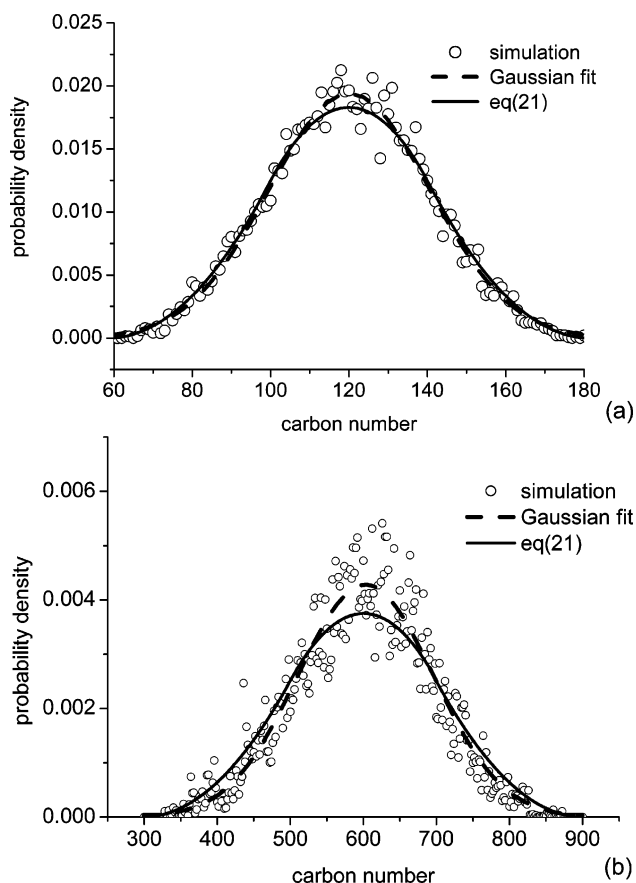 0.025
0.020
0.015
0.010
0.005
0.000
probability density
simulation
Gaussian fit
eq(21)
60 80 100 120 140 160 180
carbon number
(a)
0.006
0.004
0.002
0.000
probability density
simulation
Gaussian fit
eq(21)
300 400 500 600 700 800 900
carbon number
(b)